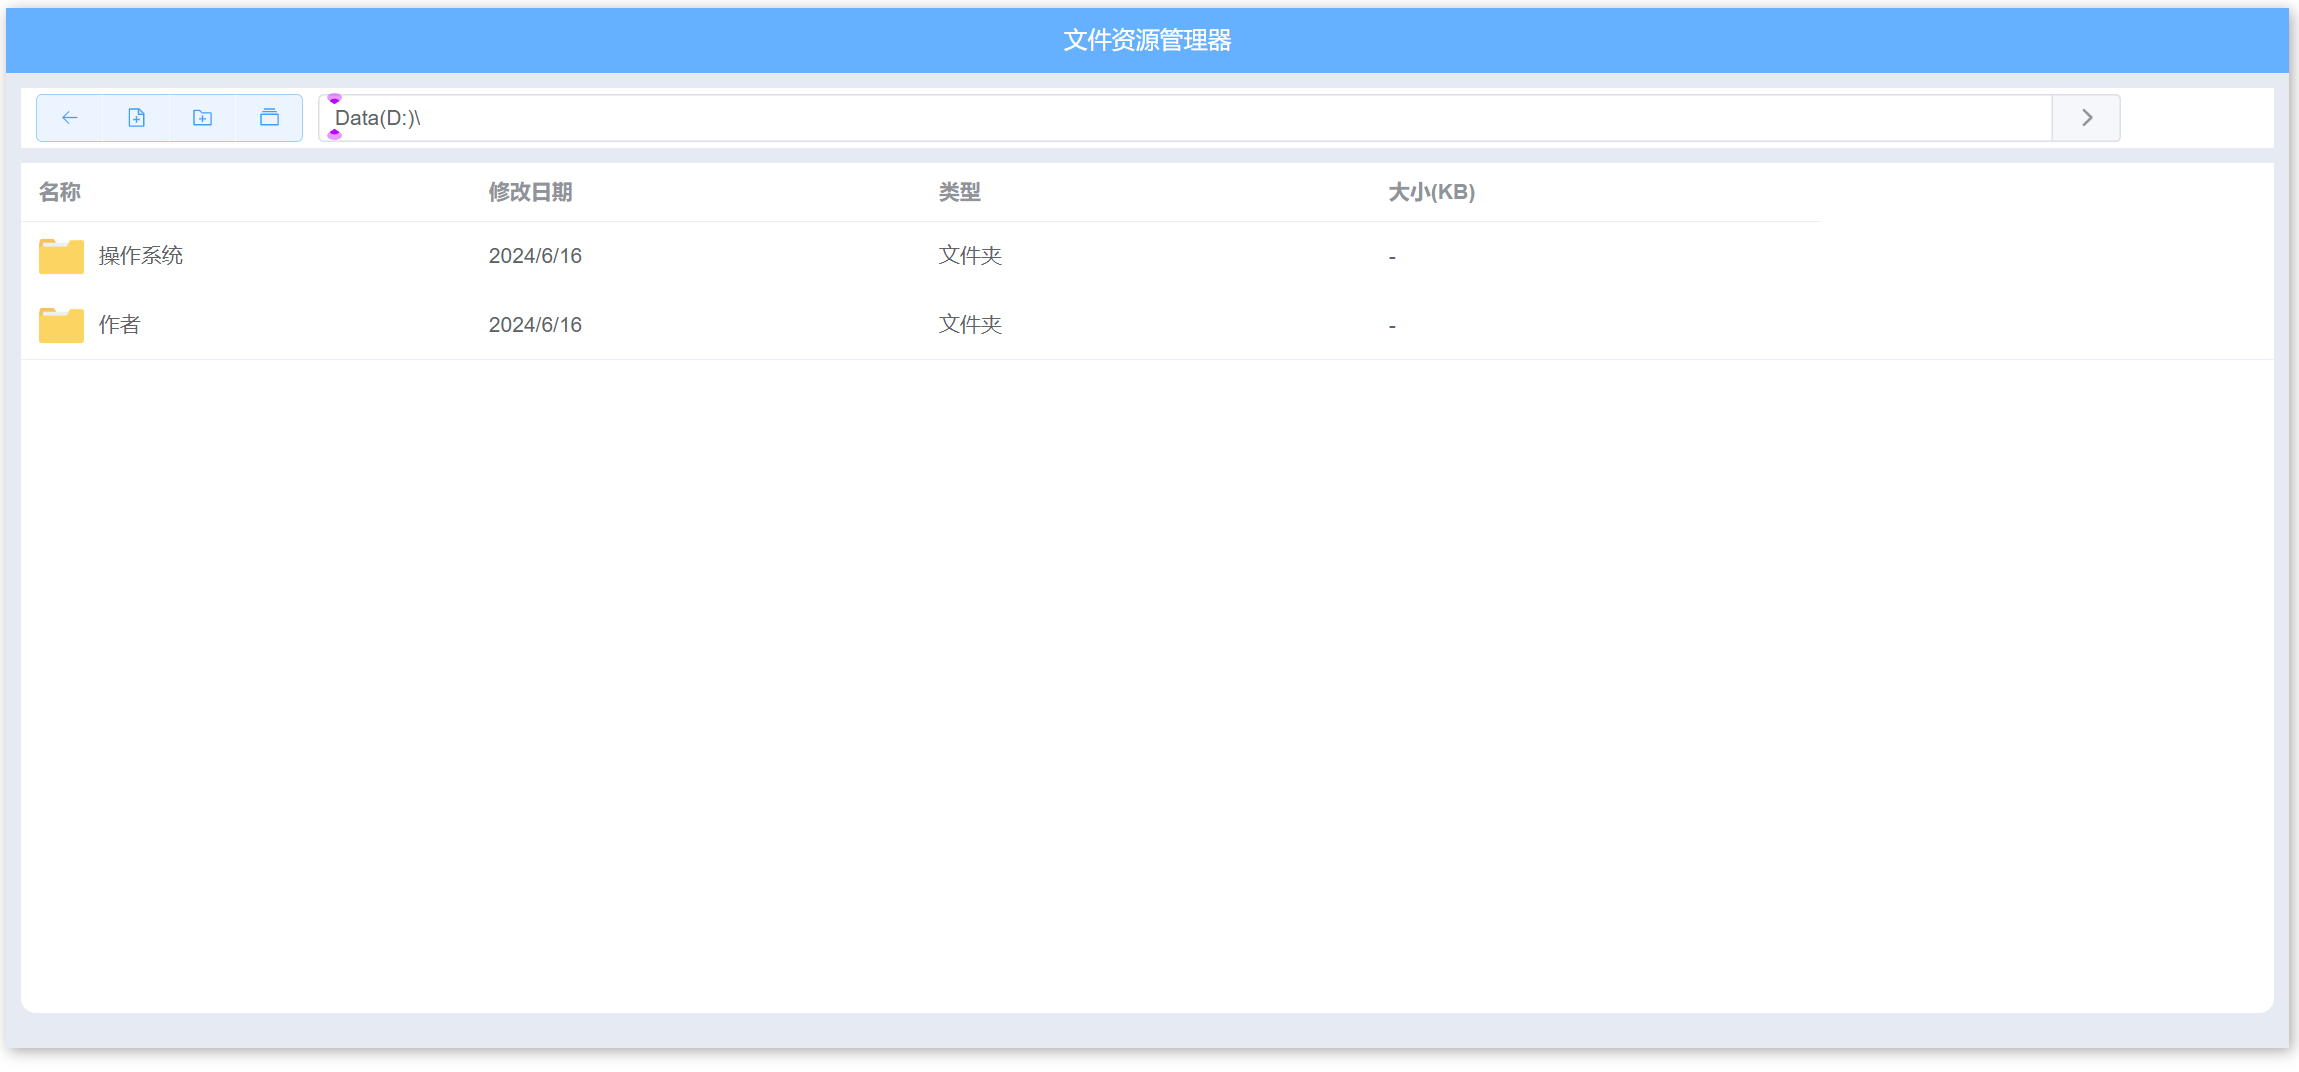 文件资源管理器
Data(D:)\
名称 修改日期 类型 大小(KB)
操作系统 2024/6/16 文件夹 -
作者 2024/6/16 文件夹 -